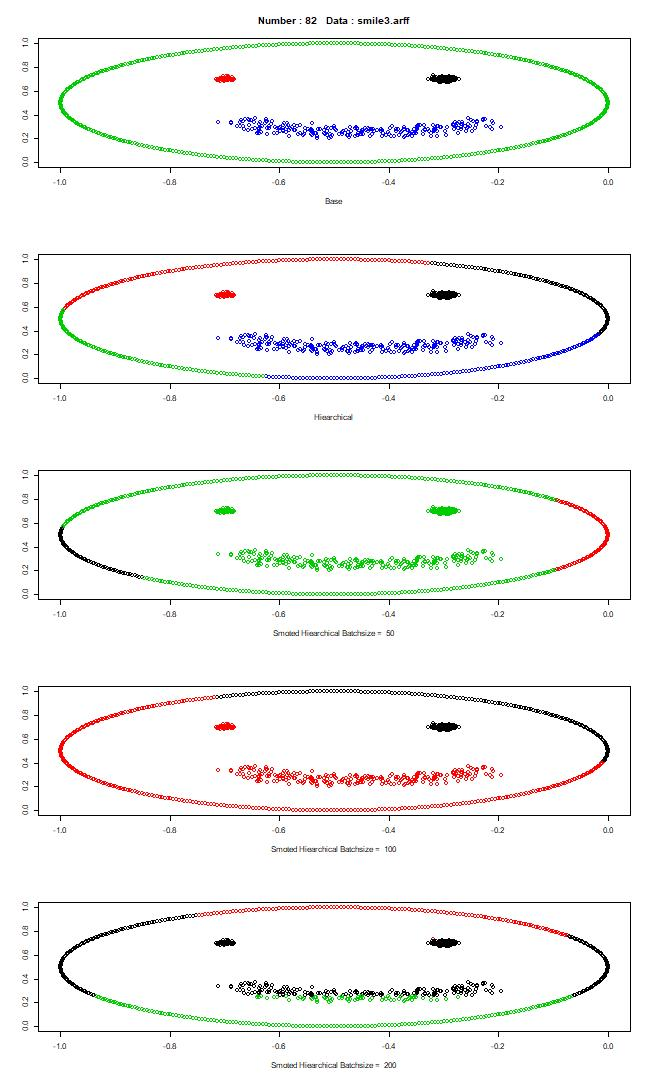 Number : 82 Data : smile3.arff
0.0 0.2 0.4 0.6 0.8 1.0
-1.0 -0.8 -0.6 -0.4 -0.2 0.0
Base
0.0 0.2 0.4 0.6 0.8 1.0
-1.0 -0.8 -0.6 -0.4 -0.2 0.0
Hiearchical
0.0 0.2 0.4 0.6 0.8 1.0
-1.0 -0.8 -0.6 -0.4 -0.2 0.0
Smoted Hiearchical Batchsize = 50
0.0 0.2 0.4 0.6 0.8 1.0
-1.0 -0.8 -0.6 -0.4 -0.2 0.0
Smoted Hiearchical Batchsize = 100
0.0 0.2 0.4 0.6 0.8 1.0
-1.0 -0.8 -0.6 -0.4 -0.2 0.0
Smoted Hiearchical Batchsize = 200